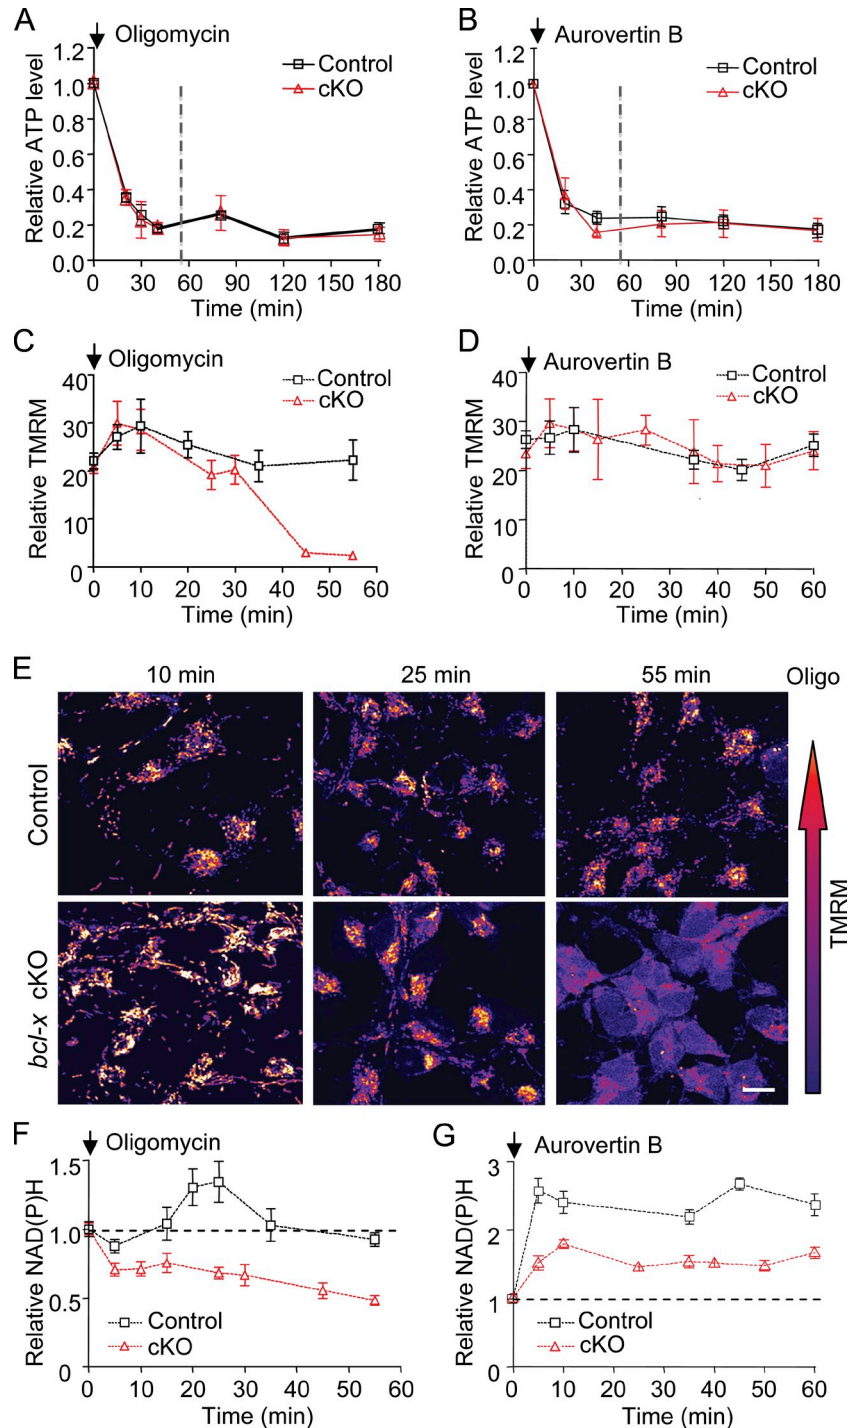 A
Oligomycin
Control
cKO
Relative ATP level
1.2
1.0
0.8
0.6
0.4
0.2
0.0
0 30 60 90 120 150 180
Time (min)
B
Aurovertin B
Control
cKO
Relative ATP level
1.2
1.0
0.8
0.6
0.4
0.2
0.0
0 30 60 90 120 150 180
Time (min)
C
Oligomycin
Control
cKO
Relative TMRM
40
30
20
10
0
0 10 20 30 40 50 60
Time (min)
D
Aurovertin B
Control
cKO
Relative TMRM
40
30
20
10
0
0 10 20 30 40 50 60
Time (min)
E
10 min 25 min 55 min Oligo
Control
bcl-x cKO
TMRM
F
Oligomycin
Relative NAD(P)H
1.5
1.0
0.5
0
Control
cKO
0 10 20 30 40 50 60
Time (min)
G
Aurovertin B
Relative NAD(P)H
3
2
1
0
Control
cKO
0 10 20 30 40 50 60
Time (min)